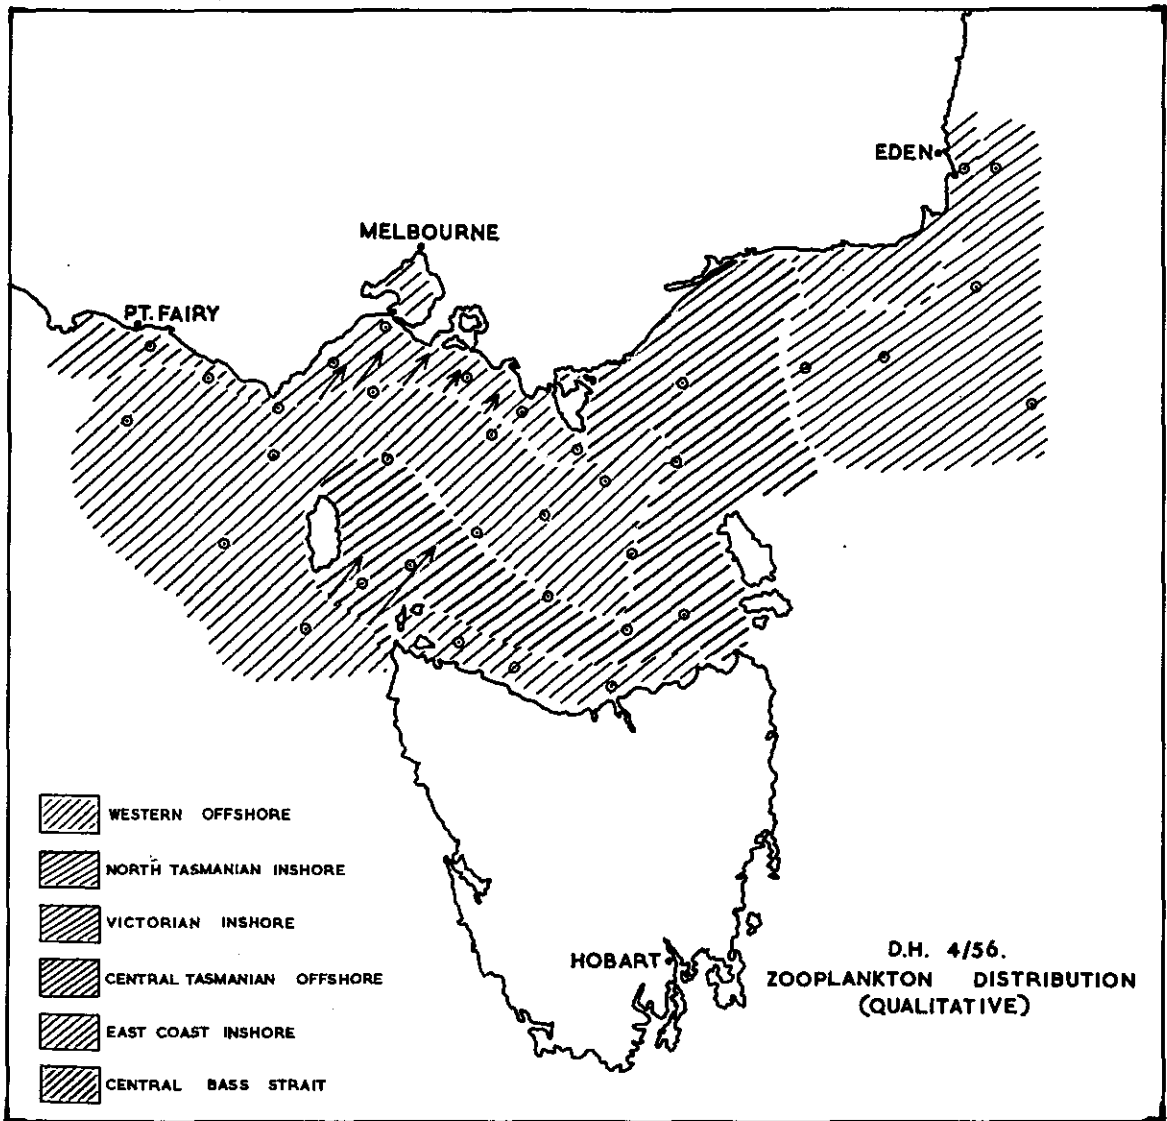 EDEN
MELBOURNE
PT. FAIRY
WESTERN OFFSHORE
NORTH TASMANIAN INSHORE
VICTORIAN INSHORE
CENTRAL TASMANIAN OFFSHORE
EAST COAST INSHORE
CENTRAL BASS STRAIT
HOBART
D.H. 4/56.
ZOOPLANKTON DISTRIBUTION
(QUALITATIVE)